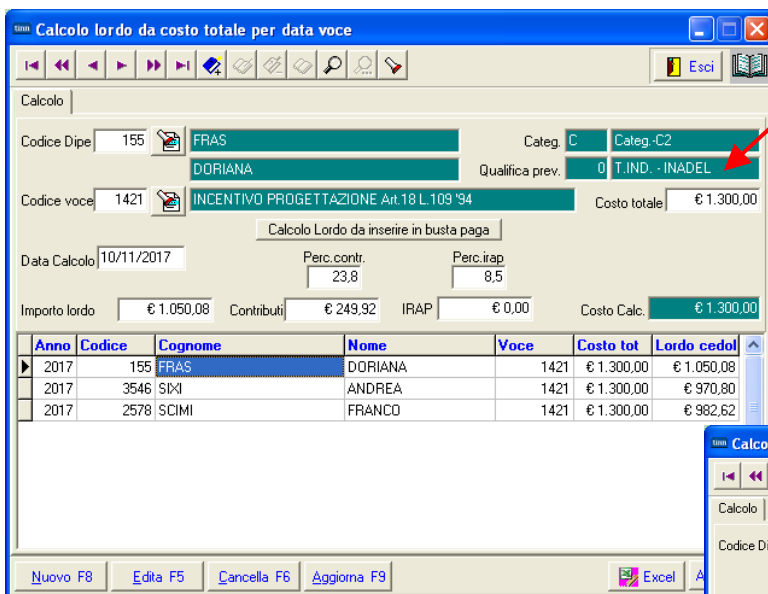 tinn Calcolo lordo da costo totale per data voce
Esci
Calcolo
Codice Dipe 155 FRAS Categ. C Categ.-C2
DORIANA Qualifica prev. 0 T.IND. - INADEL
Codice voce 1421 INCENTIVO PROGETTAZIONE Art.18 L.109 '94 Costo totale € 1.300,00
Calcolo Lordo da inserire in busta paga
Data Calcolo 10/11/2017 Perc.contr. Perc.irap
23,8 8,5
Importo lordo € 1.050,08 Contributi € 249,92 IRAP € 0,00 Costo Calc. € 1.300,00
Anno Codice Cognome Nome Voce Costo tot Lordo cedol
2017 155 FRAS DORIANA 1421 € 1.300,00 € 1.050,08
2017 3546 SIXI ANDREA 1421 € 1.300,00 € 970,80
2017 2578 SCIMI FRANCO 1421 € 1.300,00 € 982,62
tinn Calco
Calcolo
Codice Di
Nuovo F8 Edita F5 Cancella F6 Aggiorna F9 Excel A